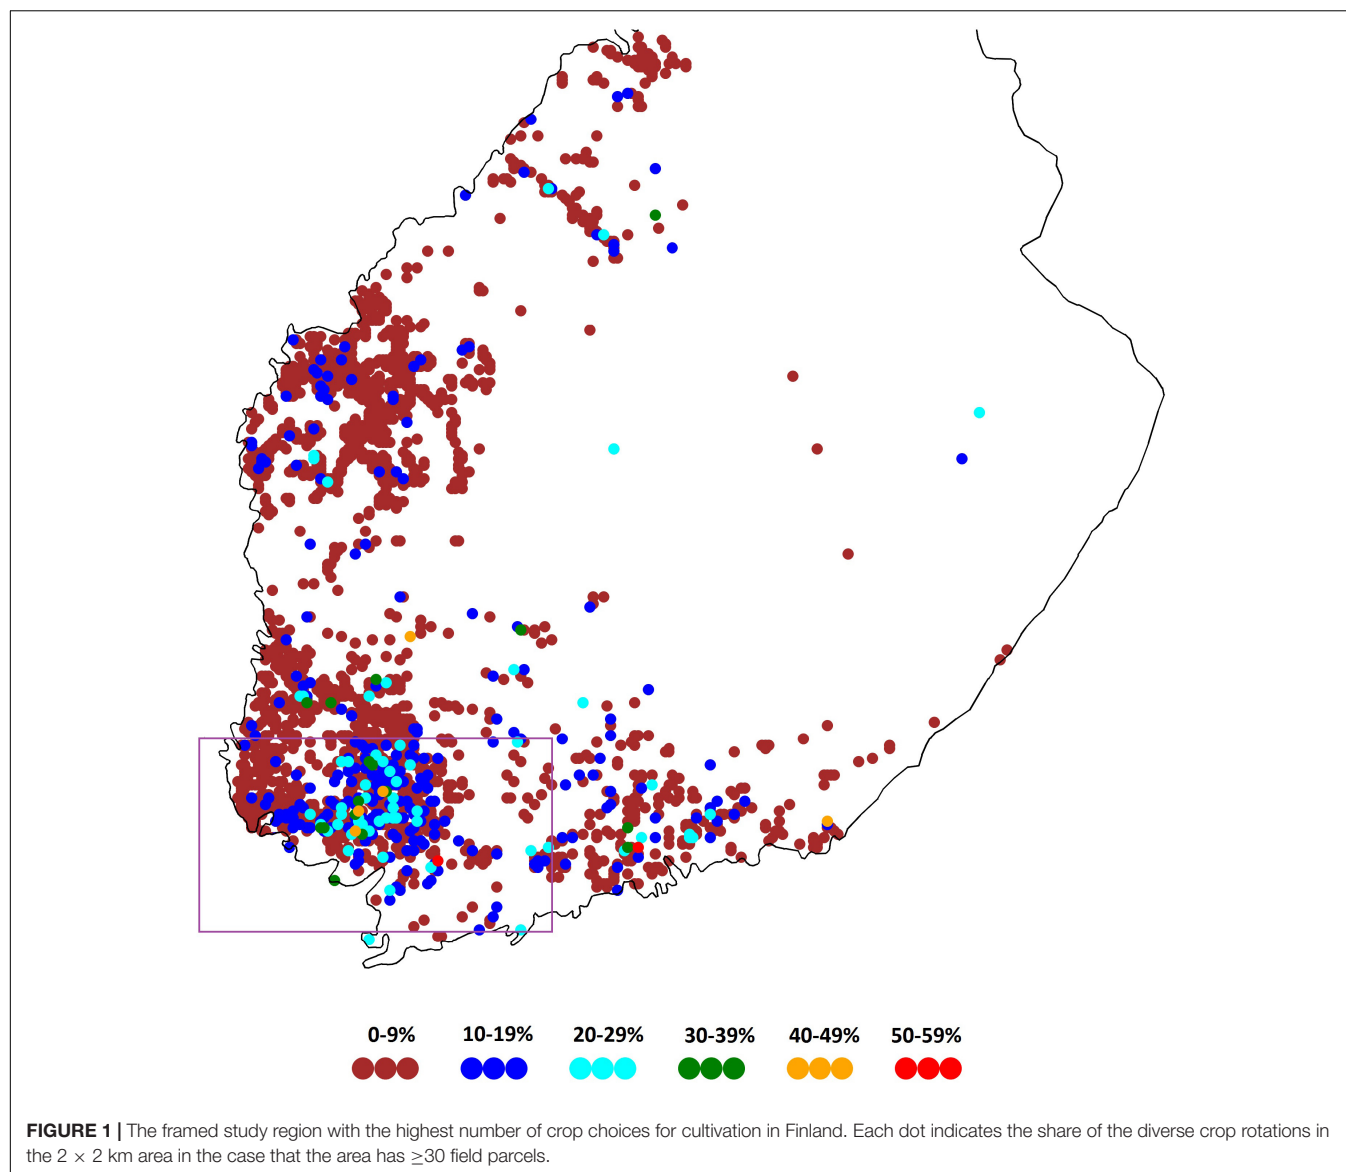 0-9% 10-19% 20-29% 30-39% 40-49% 50-59%
FIGURE 1 | The framed study region with the highest number of crop choices for cultivation in Finland. Each dot indicates the share of the diverse crop rotations in
the 2 × 2 km area in the case that the area has ≥30 field parcels.